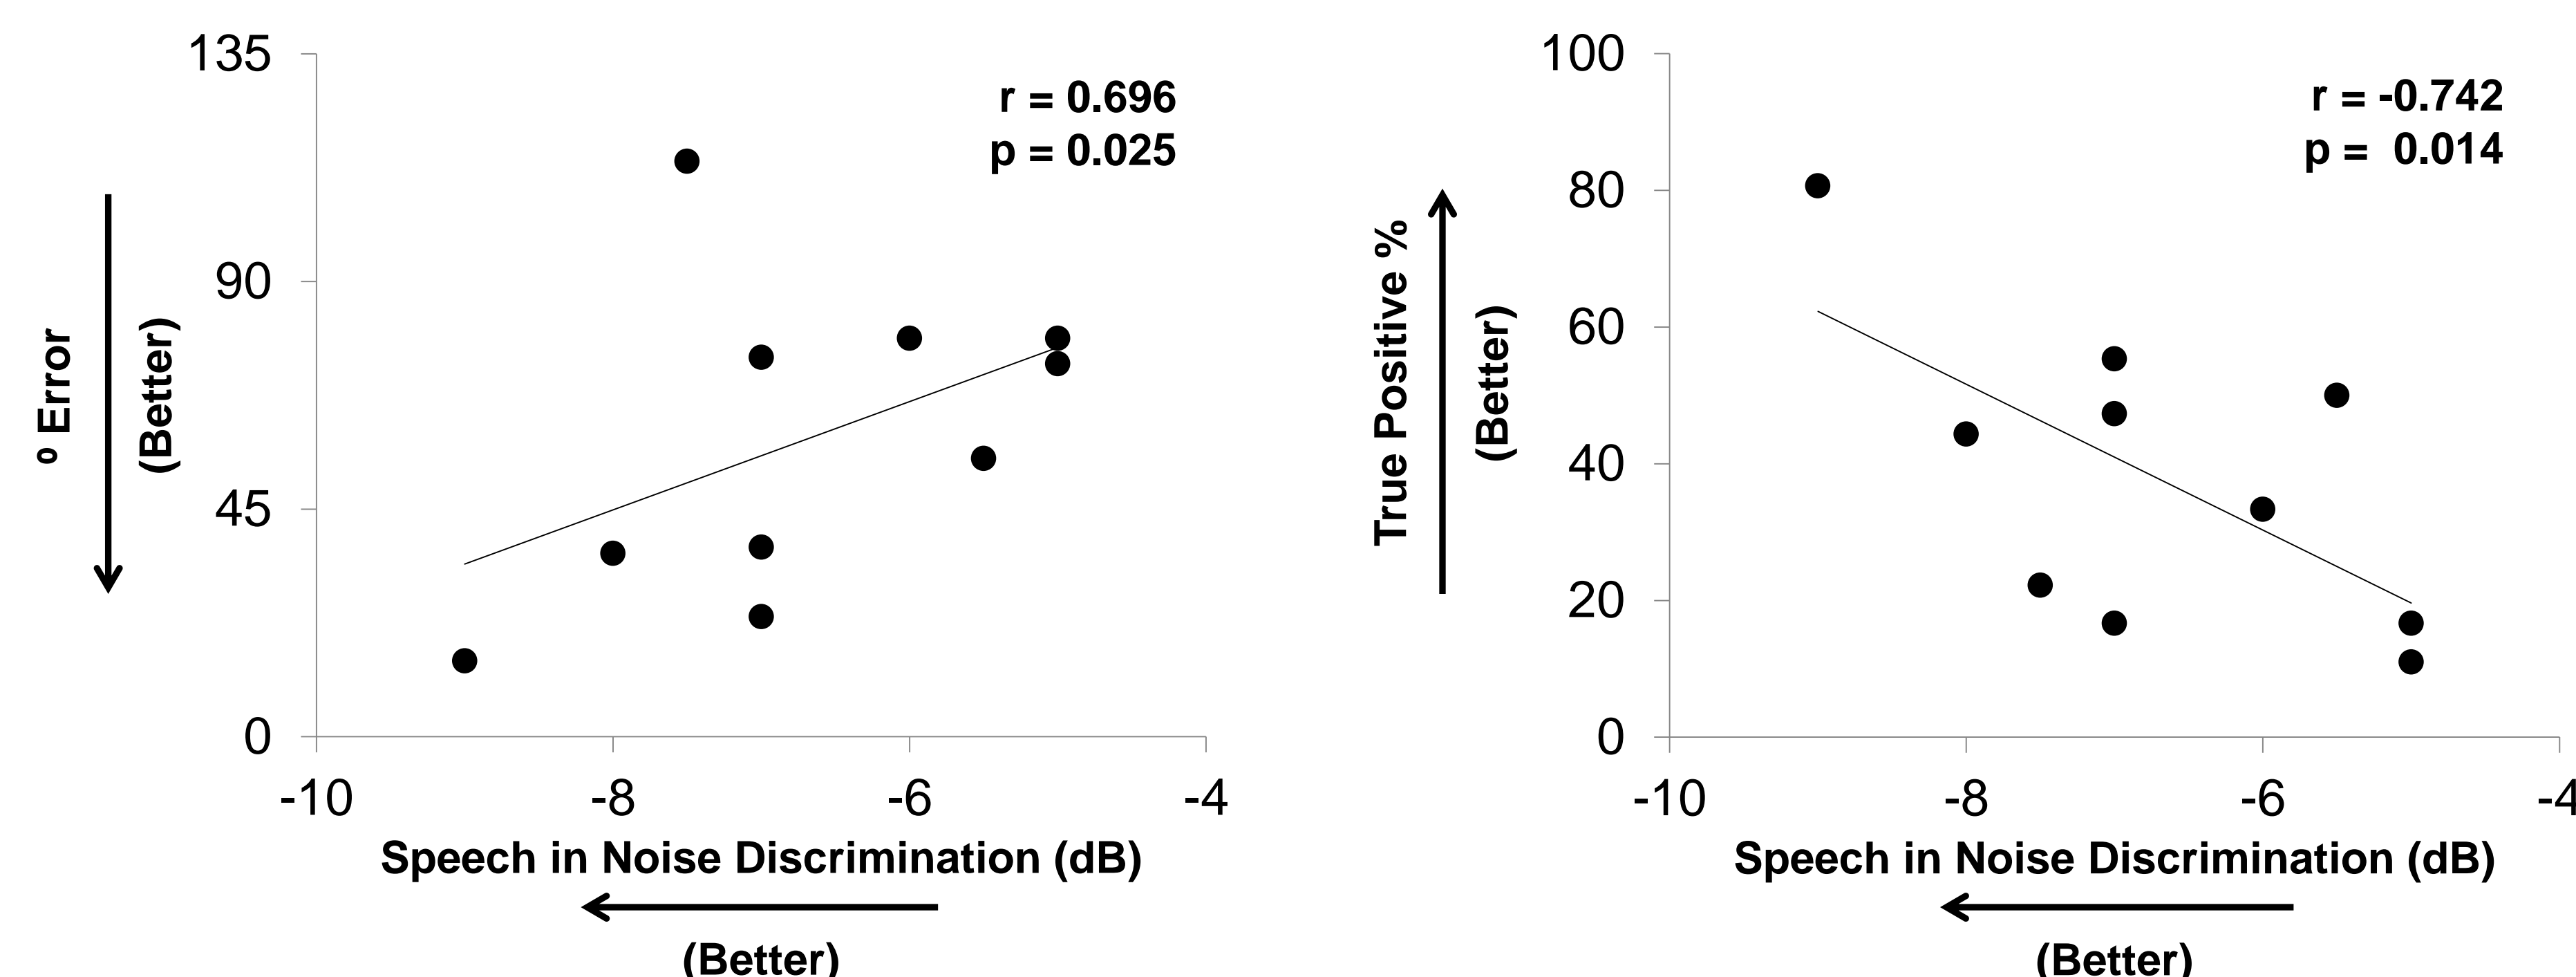 135
90
45
0
r = 0.696
p = 0.025
º Error
(Better)
-10
-8
-6
-4
Speech in Noise Discrimination (dB)
(Better)
100
80
60
40
20
0
r = -0.742
p = 0.014
True Positive %
(Better)
-10
-8
-6
-4
Speech in Noise Discrimination (dB)
(Better)